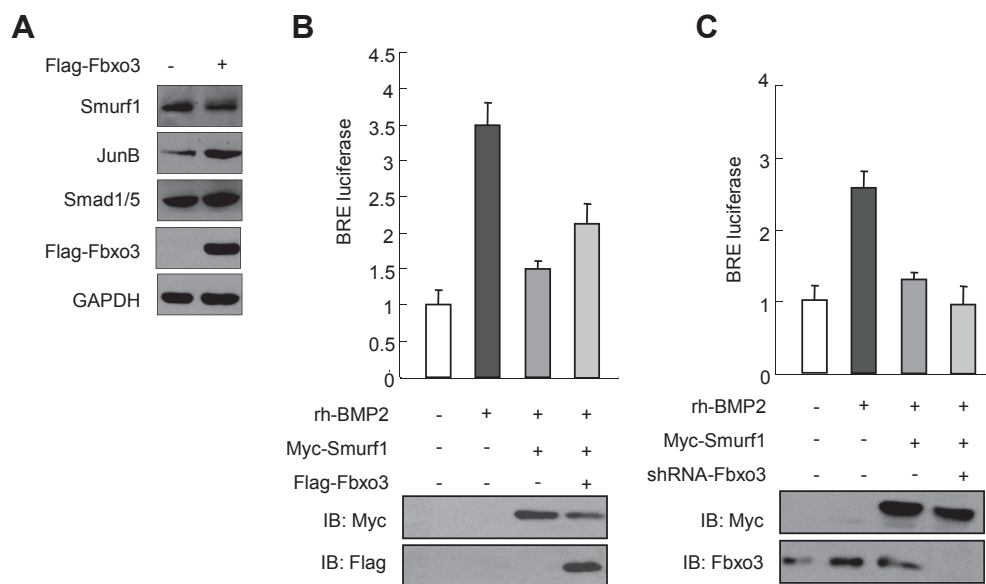 A
Flag-Fbxo3 - +
Smurf1
JunB
Smad1/5
Flag-Fbxo3
GAPDH
B
4.5
4
3.5
3
2.5
2
1.5
1
0.5
0
BRE luciferase
rh-BMP2 - + + +
Myc-Smurf1 - - + +
Flag-Fbxo3 - - - +
IB: Myc
IB: Flag
C
4
3
2
1
0
BRE luciferase
rh-BMP2 - + + +
Myc-Smurf1 - - + +
shRNA-Fbxo3 - - - +
IB: Myc
IB: Fbxo3